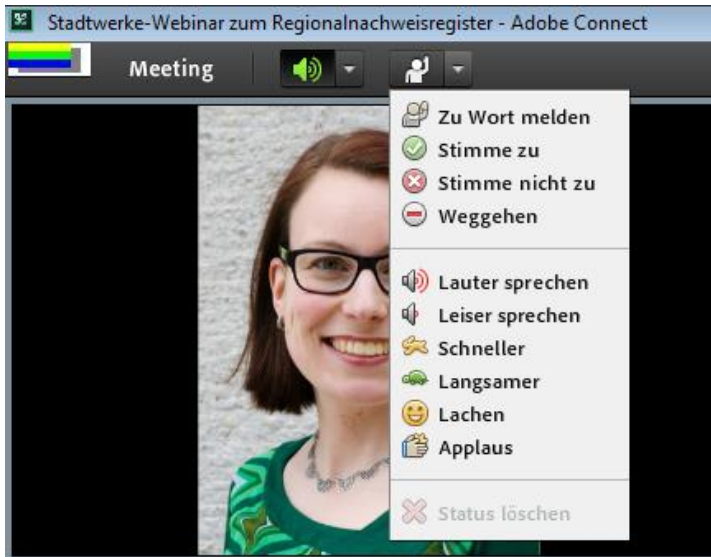 Stadtwerke-Webinar zum Regionalnachweisregister - Adobe Connect
Meeting
Zu Wort melden
Stimme zu
Stimme nicht zu
Weggehen
Lauter sprechen
Leiser sprechen
Schneller
Langsamer
Lachen
Applaus
Status löschen